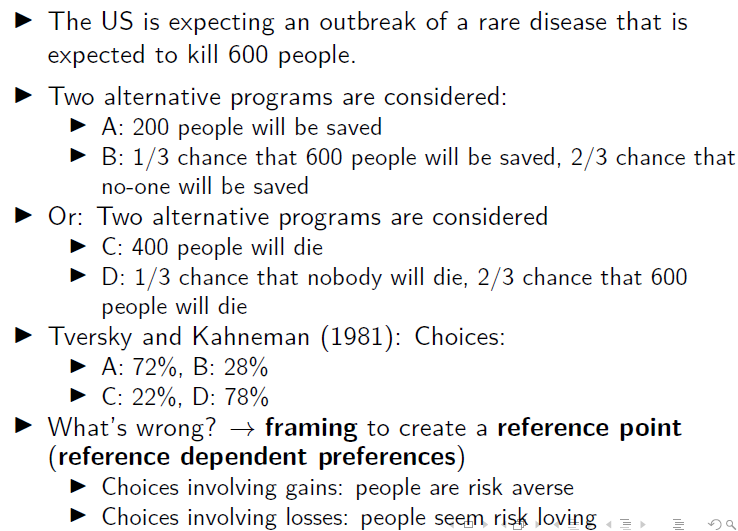 ▶ The US is expecting an outbreak of a rare disease that is
expected to kill 600 people.
▶ Two alternative programs are considered:
▶ A: 200 people will be saved
▶ B: 1/3 chance that 600 people will be saved, 2/3 chance that
no-one will be saved
▶ Or: Two alternative programs are considered
▶ C: 400 people will die
▶ D: 1/3 chance that nobody will die, 2/3 chance that 600
people will die
▶ Tversky and Kahneman (1981): Choices:
▶ A: 72%, B: 28%
▶ C: 22%, D: 78%
▶ What's wrong? → framing to create a reference point
(reference dependent preferences)
▶ Choices involving gains: people are risk averse
▶ Choices involving losses: people seem risk loving